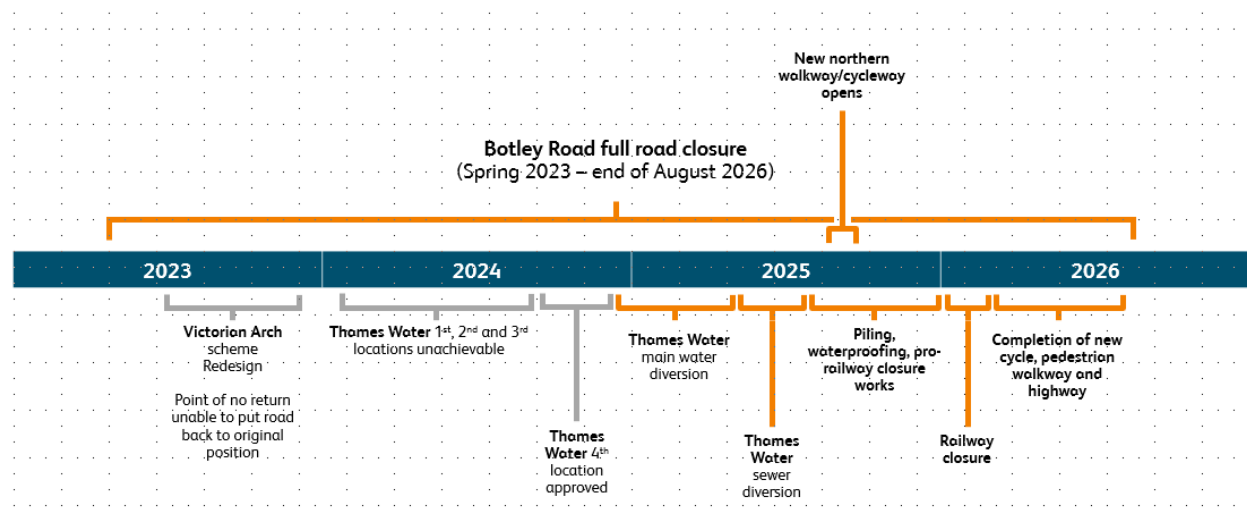 New northern
walkway/cycleway
opens
Botley Road full road closure
(Spring 2023 – end of August 2026)
2023
2024
2025
2026
Victorian Arch
scheme
Redesign
Point of no return
unable to put road
back to original
position
Thames Water 1st, 2nd and 3rd
locations unachievable
Thames
Water 4th
location
approved
Thames Water
main water
diversion
Thames
Water
sewer
diversion
Piling,
waterproofing, pro-
railway closure
works
Railway
closure
Completion of new
cycle, pedestrian
walkway and
highway